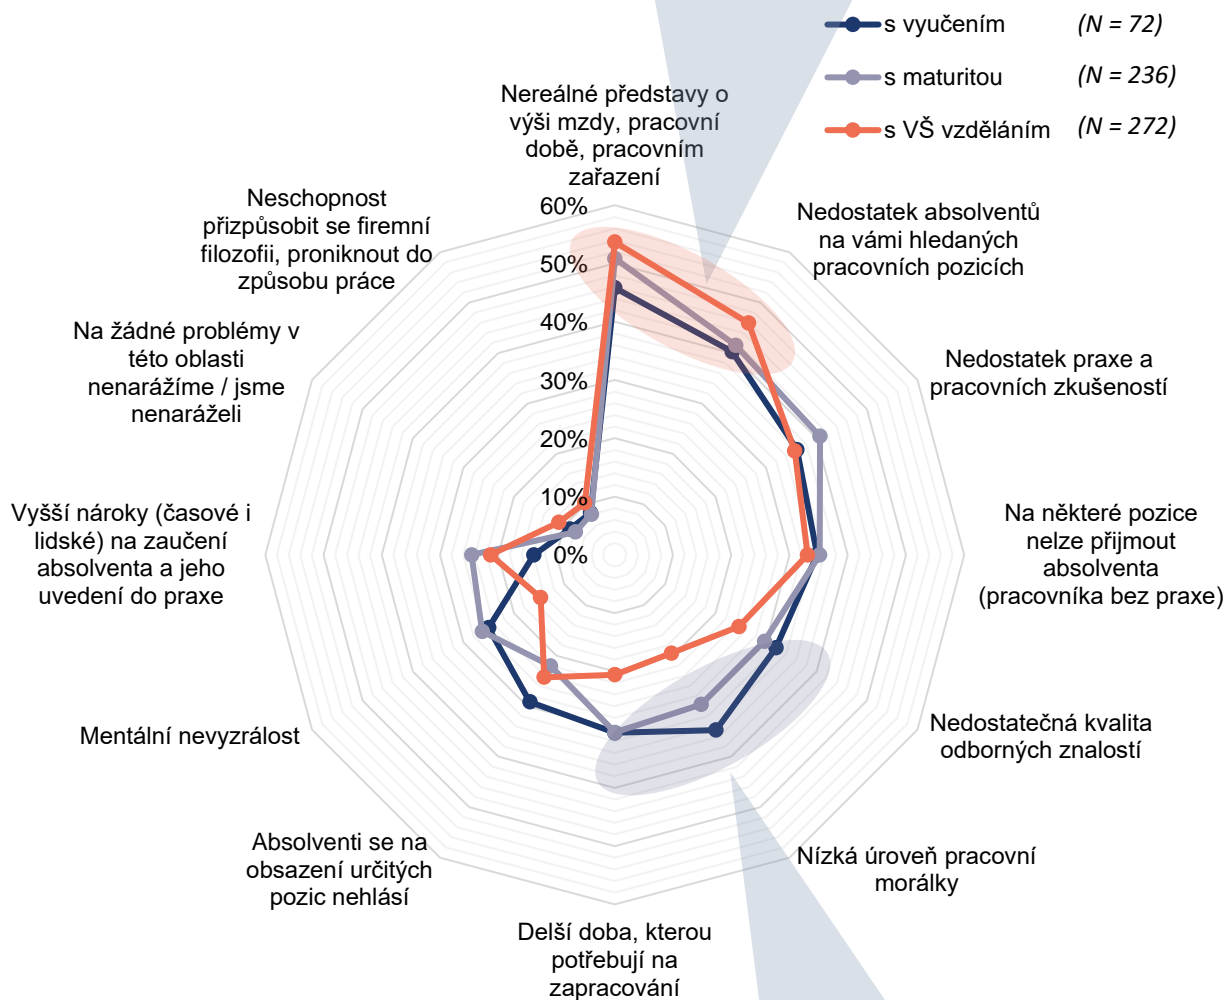 s vyučením (N = 72)
s maturitou (N = 236)
s VŠ vzděláním (N = 272)
Nereálné představy o
výši mzdy, pracovní
době, pracovním
zařazení
Nedostatek absolventů
na vámi hledaných
pracovních pozicích
Nedostatek praxe a
pracovních zkušeností
Na některé pozice
nelze přijmout
absolventa
(pracovníka bez praxe)
Nedostatečná kvalita
odborných znalostí
Nízká úroveň pracovní
morálky
Delší doba, kterou
potřebují na
zapracování
Absolventi se na
obsazení určitých
pozic nehlásí
Mentální nevyzrálost
Vyšší nároky (časové i
lidské) na zaučení
absolventa a jeho
uvedení do praxe
Na žádné problémy v
této oblasti
nenarážíme / jsme
nenaráželi
Neschopnost
přizpůsobit se firemní
filozofii, proniknout do
způsobu práce
60%
50%
40%
30%
20%
10%
0%